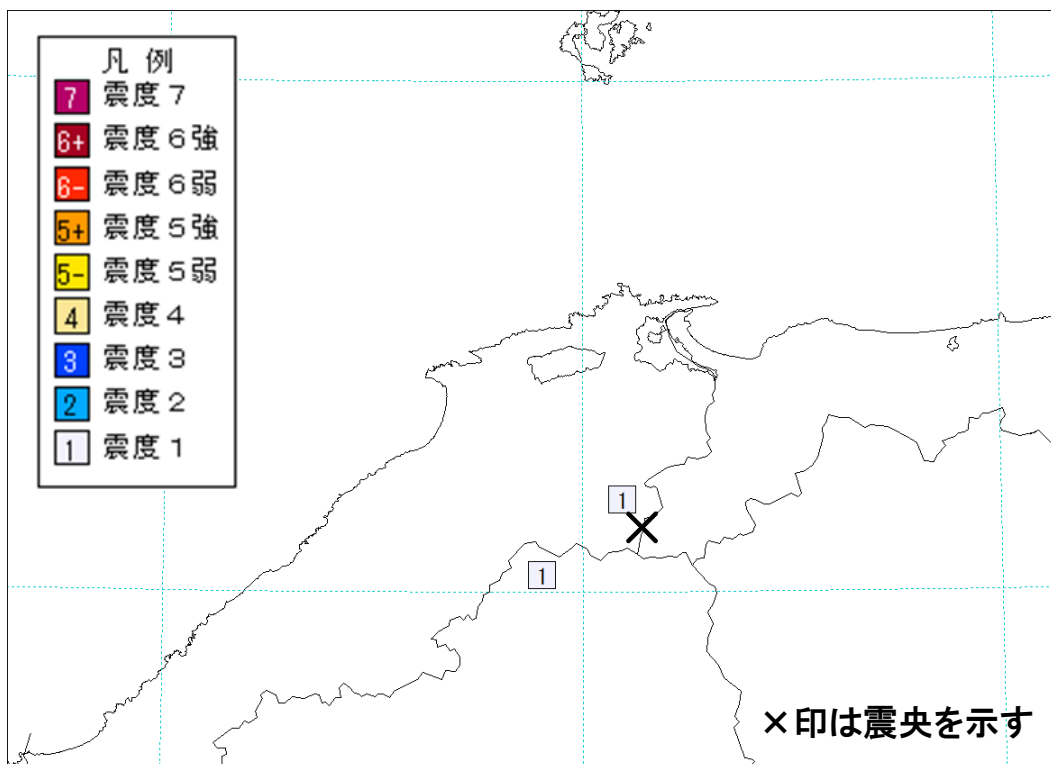 凡 例
7 震度７
6+ 震度６強
6- 震度６弱
5+ 震度５強
5- 震度５弱
4 震度４
3 震度３
2 震度２
1 震度１
1
1
×印は震央を示す